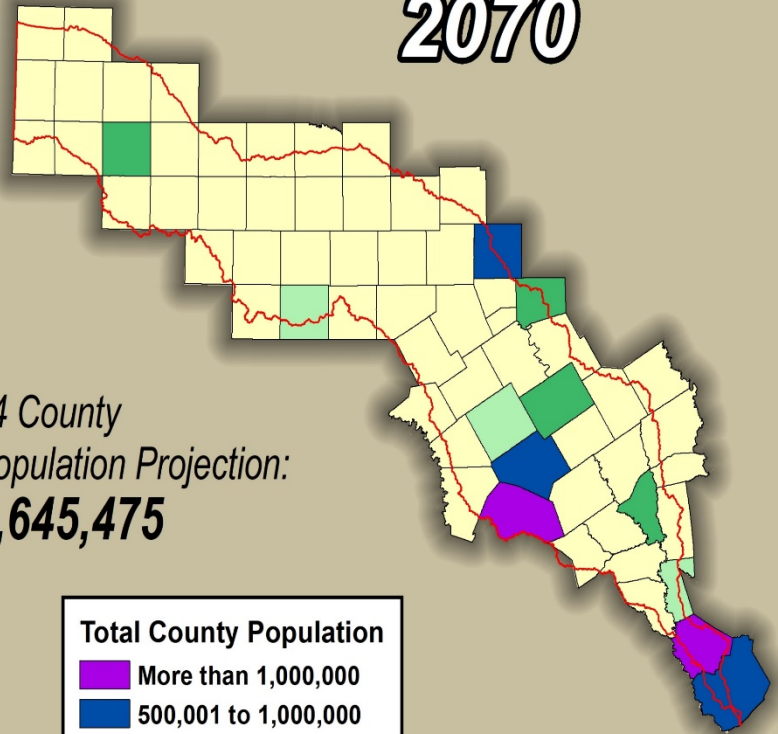 2070
4 County
opulation Projection:
,645,475
Total County Population
More than 1,000,000
500,001 to 1,000,000